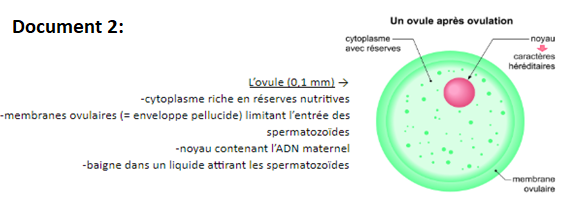 Document 2:
L'ovule (0,1 mm) →
-cytoplasme riche en réserves nutritives
-membranes ovulaires (= enveloppe pellucide) limitant l'entrée des
spermatozoïdes
-noyau contenant l'ADN maternel
-baigne dans un liquide attirant les spermatozoïdes
Un ovule après ovulation
cytoplasme
avec réserves
noyau
caractères
héréditaires
membrane
ovulaire